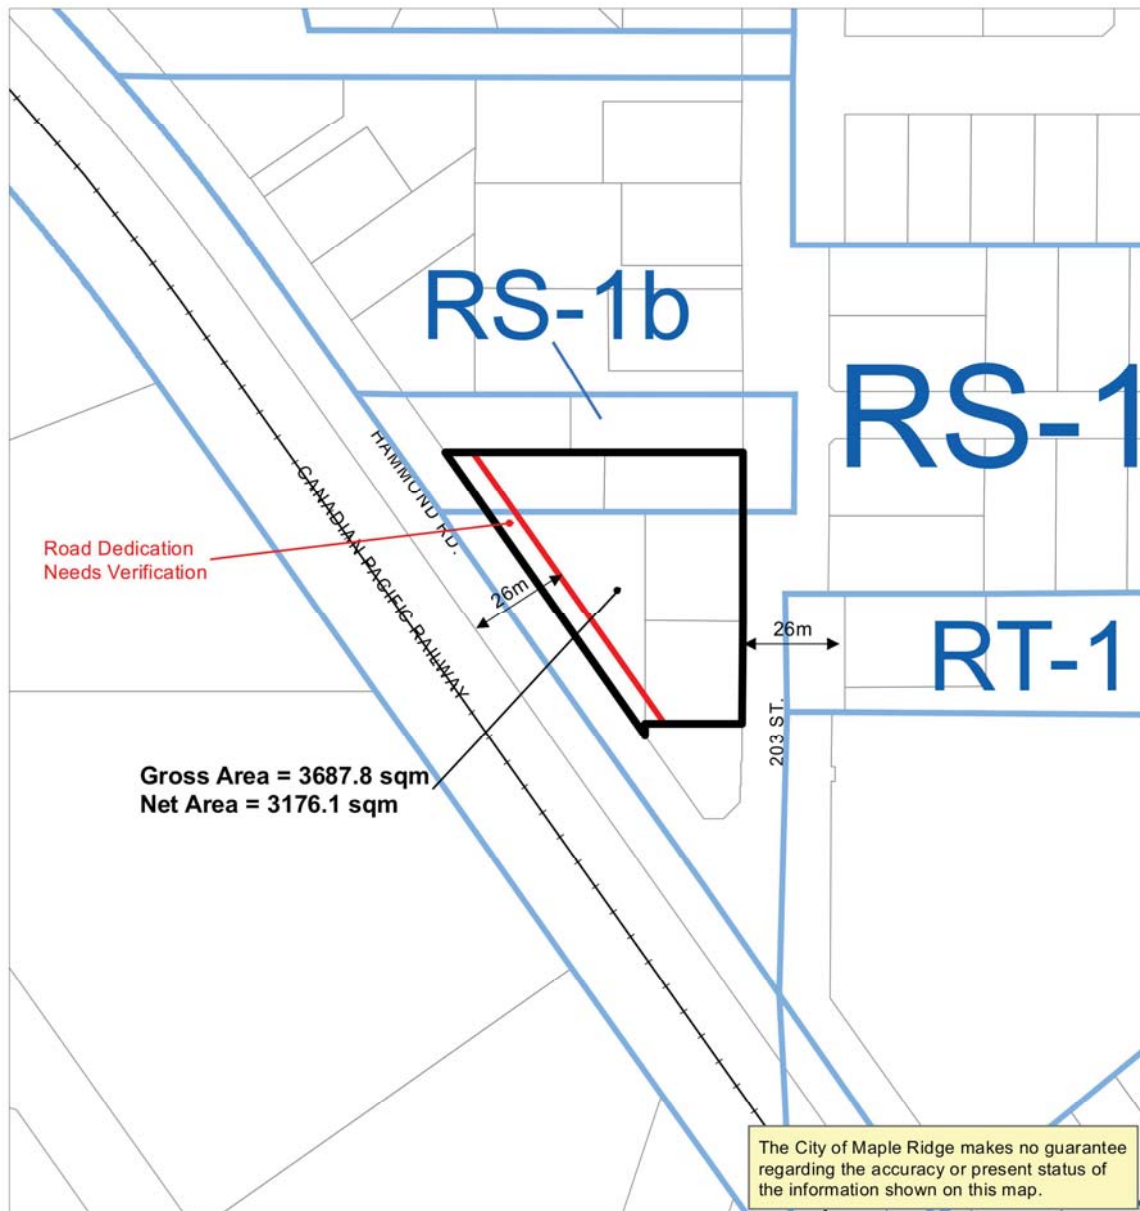 RS-1b
RS-1
HAMMOND RD.
CANADIAN PACIFIC RAILWAY
Road Dedication
Needs Verification
26m
26m
RT-1
203 ST.
Gross Area = 3687.8 sqm
Net Area = 3176.1 sqm
The City of Maple Ridge makes no guarantee
regarding the accuracy or present status of
the information shown on this map.